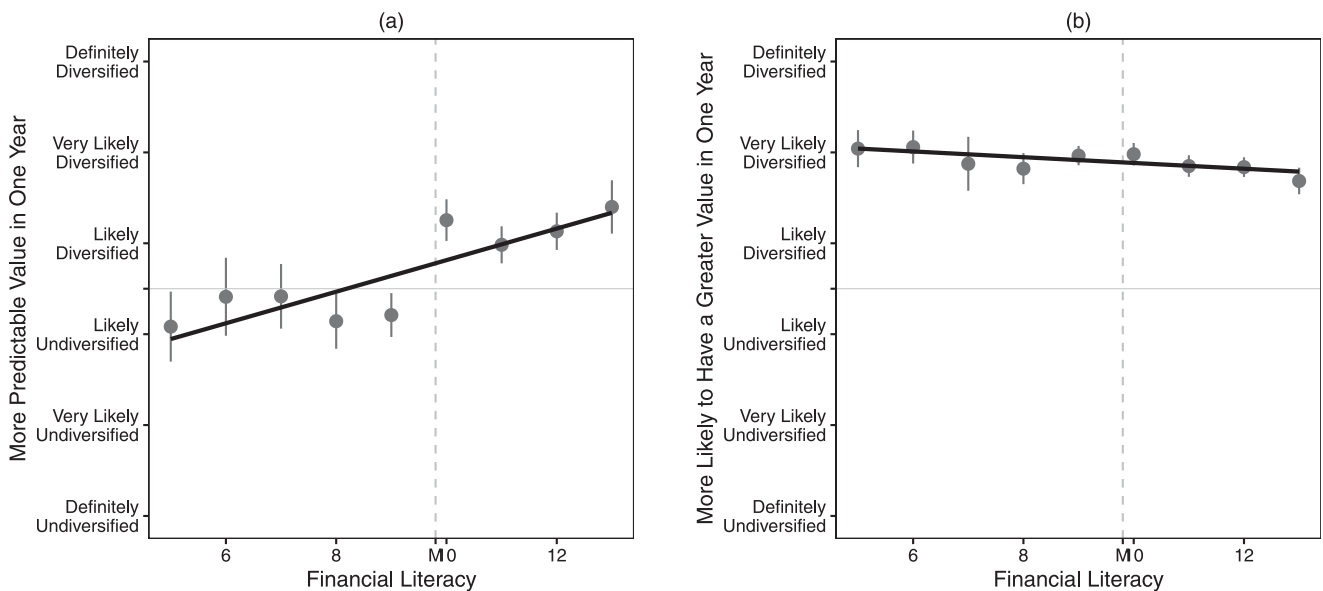 (a)
More Predictable Value in One Year
Definitely
Diversified
Very Likely
Diversified
Likely
Diversified
Likely
Undiversified
Very Likely
Undiversified
Definitely
Undiversified
6
8
M
10
12
Financial Literacy
(b)
More Likely to Have a Greater Value in One Year
Definitely
Diversified
Very Likely
Diversified
Likely
Diversified
Likely
Undiversified
Very Likely
Undiversified
Definitely
Undiversified
6
8
M
10
12
Financial Literacy